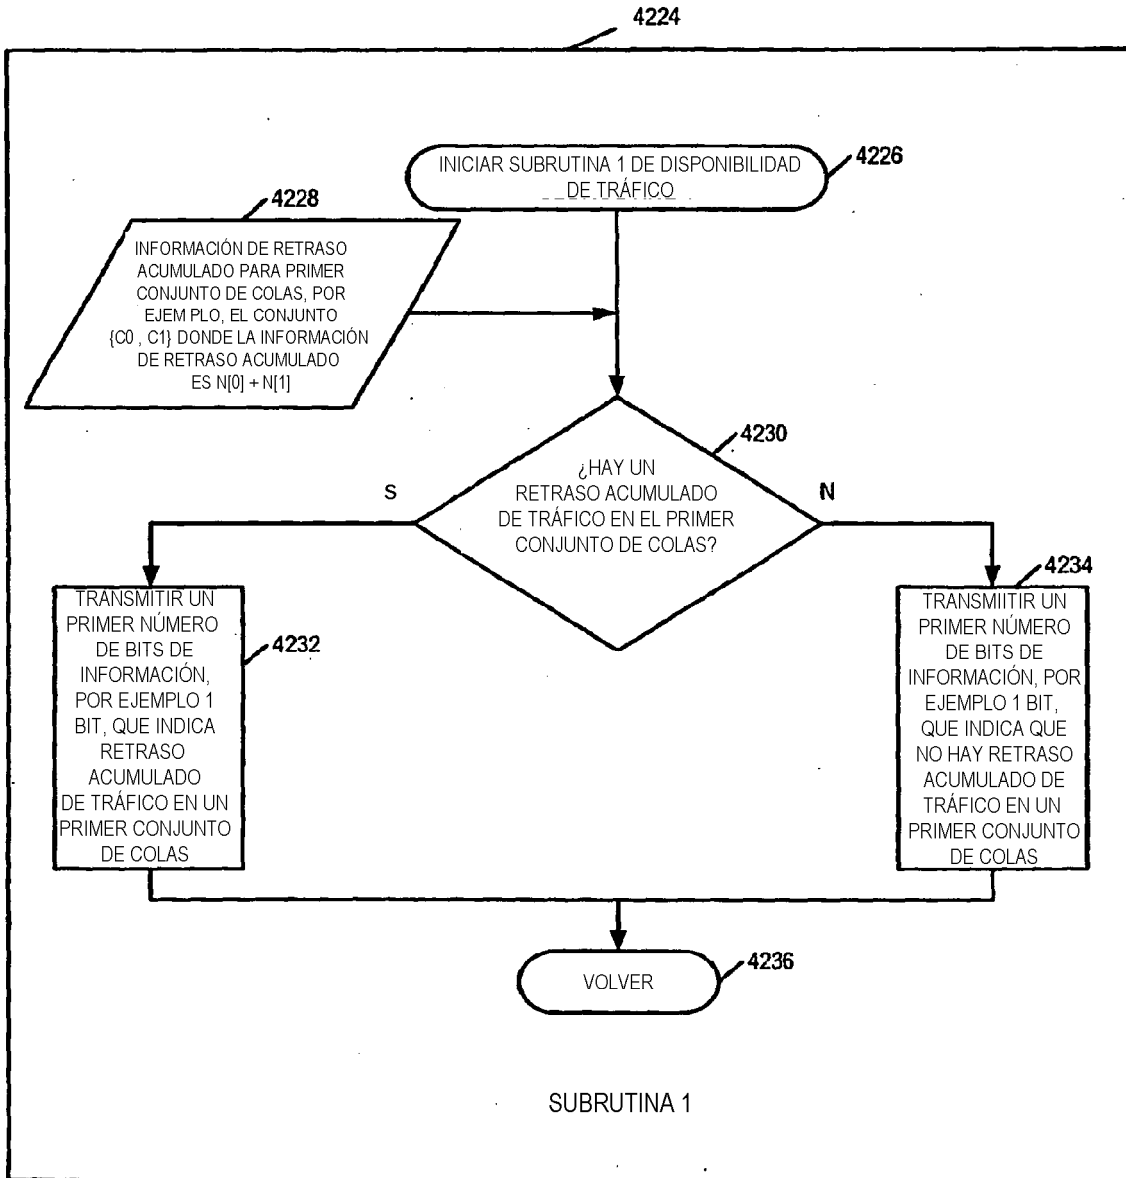 4224
INICIAR SUBRUTINA 1 DE DISPONIBILIDAD
DE TRÁFICO
4226
4228
INFORMACIÓN DE RETRASO
ACUMULADO PARA PRIMER
CONJUNTO DE COLAS, POR
EJEM PLO, EL CONJUNTO
{C0 , C1} DONDE LA INFORMACIÓN
DE RETRASO ACUMULADO
ES N[0] + N[1]
4230
¿HAY UN
RETRASO ACUMULADO
DE TRÁFICO EN EL PRIMER
CONJUNTO DE COLAS?
S
N
TRANSMITIR UN
PRIMER NÚMERO
DE BITS DE
INFORMACIÓN,
POR EJEMPLO 1
BIT, QUE INDICA
RETRASO
ACUMULADO
DE TRÁFICO EN UN
PRIMER CONJUNTO
DE COLAS
4232
4234
TRANSMIITIR UN
PRIMER NÚMERO
DE BITS DE
INFORMACIÓN, POR
EJEMPLO 1 BIT,
QUE INDICA QUE
NO HAY RETRASO
ACUMULADO DE
TRÁFICO EN UN
PRIMER CONJUNTO
DE COLAS
VOLVER
4236
SUBRUTINA 1